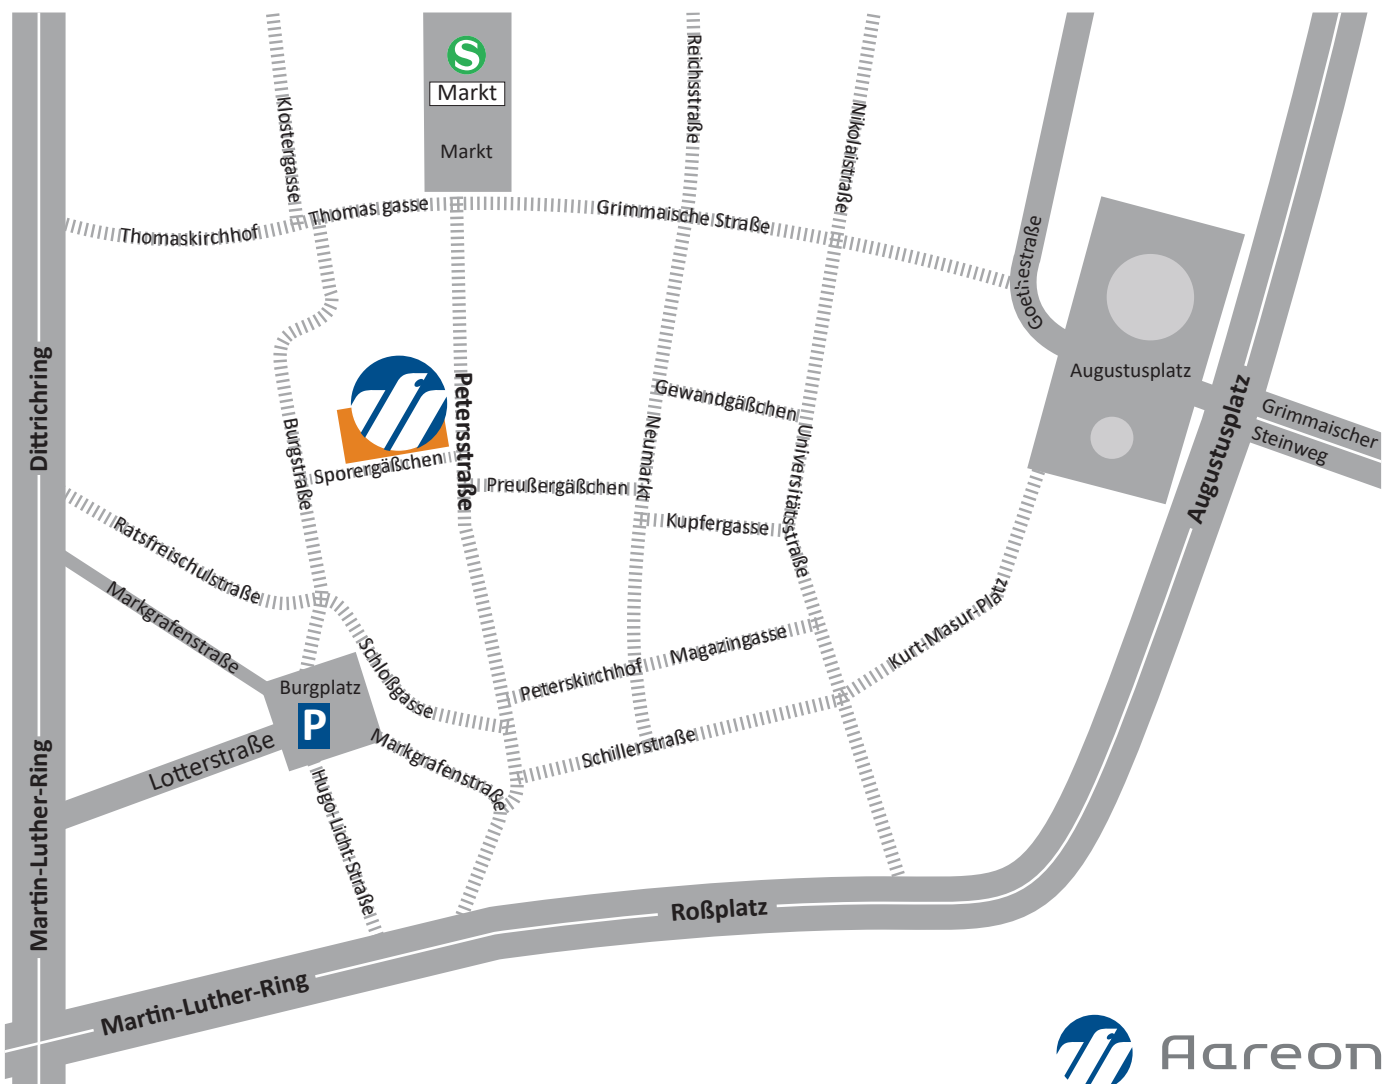 S
Markt
Markt
Klostergasse
Reichsstraße
Nikolaistraße
Thomaskirchhof
Thomas gasse
Grimmaische Straße
Goethestraße
Augustusplatz
Dittrichring
Petersstraße
Gewandgäßchen
Augustusplatz
Grimmaischer
Steinweg
Burgstraße
Sporergäßchen
Preußergäßchen
Neumarkt
Kupfergasse
Universitätsstraße
Ratsfreischulstraße
Markgrafenstraße
Schloßgasse
Burgplatz
P
Peterskirchhof
Magazingasse
Kurt-Masur-Platz
Lotterstraße
Markgrafenstraße
Schillerstraße
Hugo-Licht-Straße
Martin-Luther-Ring
Roßplatz
Martin-Luther-Ring
Aareon